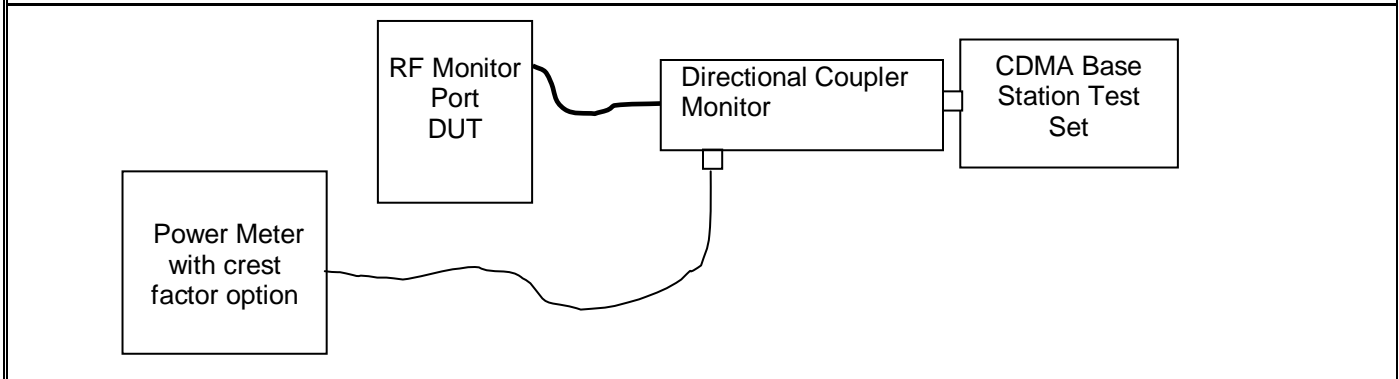 RF Monitor
Port
DUT
Directional Coupler
Monitor
CDMA Base
Station Test
Set
Power Meter
with crest
factor option